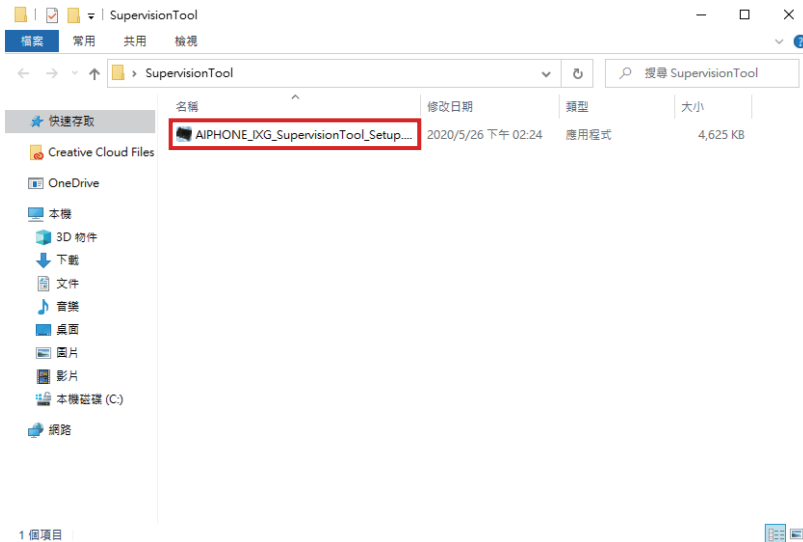 SupervisionTool
檔案 常用 共用 檢視
SupervisionTool
搜尋 SupervisionTool
名稱 修改日期 類型 大小
快速存取
AIPHONE_IXG_SupervisionTool_Setup.... 2020/5/26 下午 02:24 應用程式 4,625 KB
Creative Cloud Files
OneDrive
本機
3D 物件
下載
文件
音樂
桌面
圖片
影片
本機磁碟 (C:)
網路
1 個項目